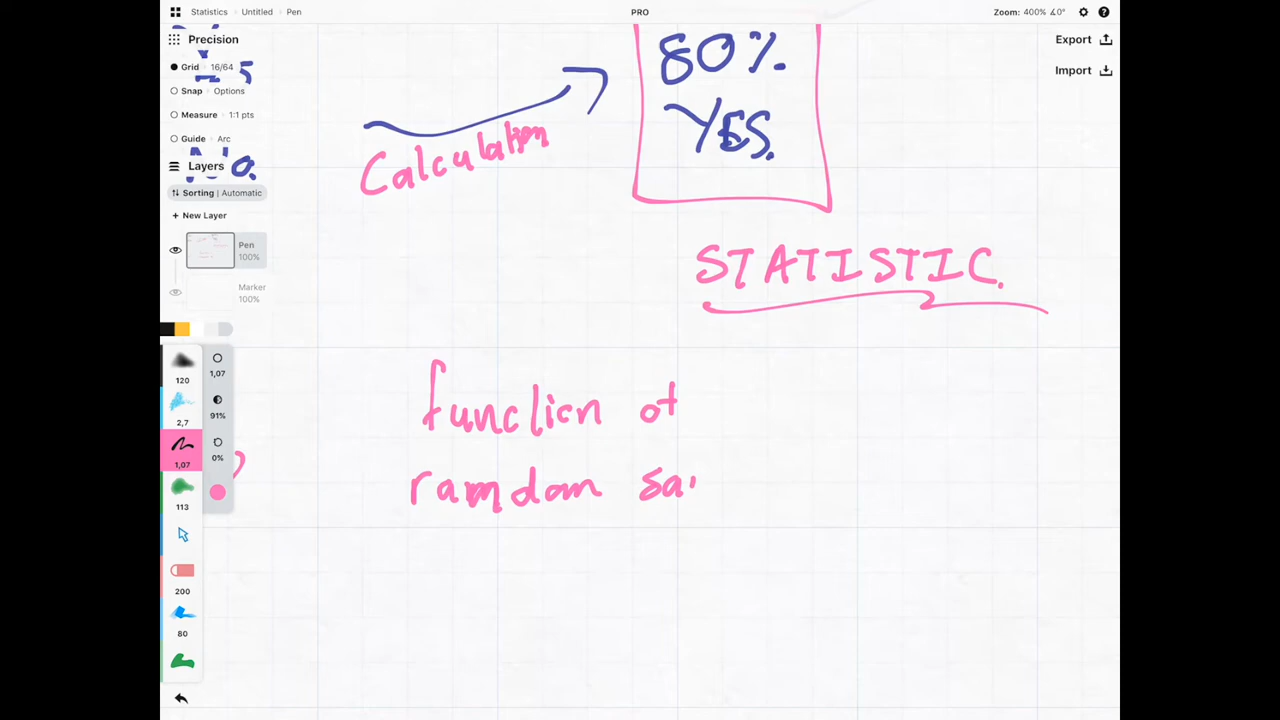 Statistics Untitled Pen PRO Zoom: 400% ∠0°
Precision
Grid 16/64
Snap Options
Measure 1:1 pts
Guide Arc
Layers
Sorting | Automatic
+ New Layer
Pen
100%
Marker
100%
Export
Import
80%
YES.
Calculation
STATISTIC.
function of
ramdom sa
120
2,7
1,07
113
200
80
1,07
91%
0%